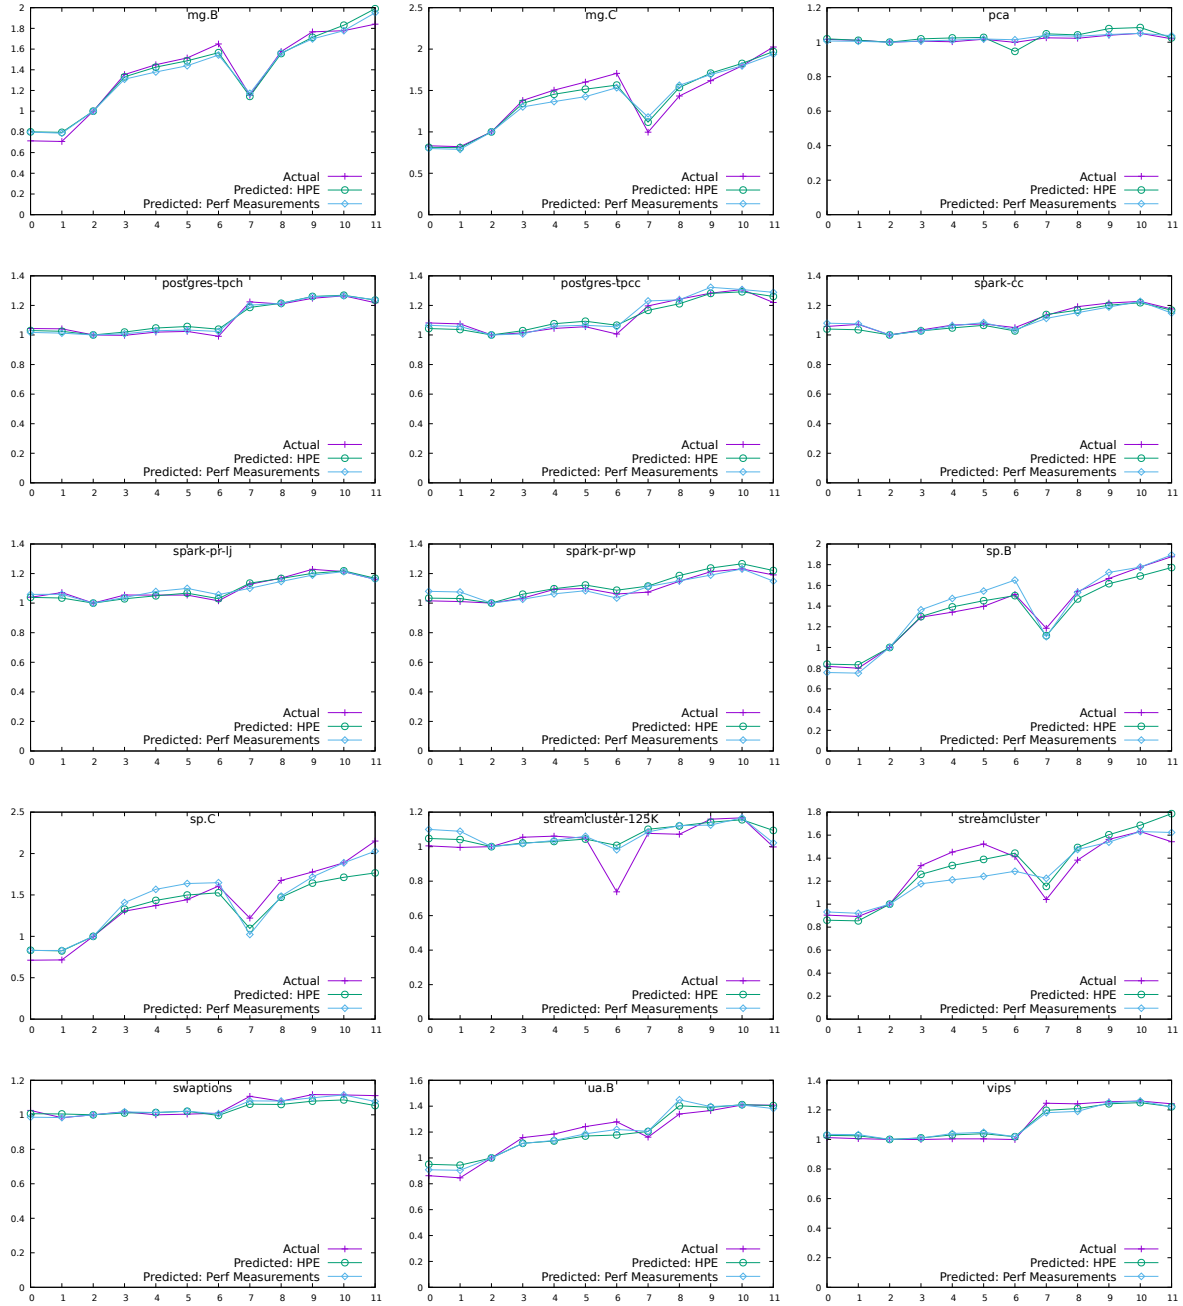 mg.B
2
1.8
1.6
1.4
1.2
1
0.8
0.6
0.4
0.2
0
Actual
Predicted: HPE
Predicted: Perf Measurements
0 1 2 3 4 5 6 7 8 9 10 11
mg.C
2.5
2
1.5
1
0.5
0
Actual
Predicted: HPE
Predicted: Perf Measurements
0 1 2 3 4 5 6 7 8 9 10 11
pca
1.2
1
0.8
0.6
0.4
0.2
0
Actual
Predicted: HPE
Predicted: Perf Measurements
0 1 2 3 4 5 6 7 8 9 10 11
postgres-tpch
1.4
1.2
1
0.8
0.6
0.4
0.2
0
Actual
Predicted: HPE
Predicted: Perf Measurements
0 1 2 3 4 5 6 7 8 9 10 11
postgres-tpcc
1.4
1.2
1
0.8
0.6
0.4
0.2
0
Actual
Predicted: HPE
Predicted: Perf Measurements
0 1 2 3 4 5 6 7 8 9 10 11
spark-cc
1.4
1.2
1
0.8
0.6
0.4
0.2
0
Actual
Predicted: HPE
Predicted: Perf Measurements
0 1 2 3 4 5 6 7 8 9 10 11
spark-pr-lj
1.4
1.2
1
0.8
0.6
0.4
0.2
0
Actual
Predicted: HPE
Predicted: Perf Measurements
0 1 2 3 4 5 6 7 8 9 10 11
spark-pr-wp
1.4
1.2
1
0.8
0.6
0.4
0.2
0
Actual
Predicted: HPE
Predicted: Perf Measurements
0 1 2 3 4 5 6 7 8 9 10 11
sp.B
2
1.8
1.6
1.4
1.2
1
0.8
0.6
0.4
0.2
0
Actual
Predicted: HPE
Predicted: Perf Measurements
0 1 2 3 4 5 6 7 8 9 10 11
sp.C
2.5
2
1.5
1
0.5
0
Actual
Predicted: HPE
Predicted: Perf Measurements
0 1 2 3 4 5 6 7 8 9 10 11
streamcluster-125K
1.2
1
0.8
0.6
0.4
0.2
0
Actual
Predicted: HPE
Predicted: Perf Measurements
0 1 2 3 4 5 6 7 8 9 10 11
streamcluster
1.8
1.6
1.4
1.2
1
0.8
0.6
0.4
0.2
0
Actual
Predicted: HPE
Predicted: Perf Measurements
0 1 2 3 4 5 6 7 8 9 10 11
swaptions
1.2
1
0.8
0.6
0.4
0.2
0
Actual
Predicted: HPE
Predicted: Perf Measurements
0 1 2 3 4 5 6 7 8 9 10 11
ua.B
1.6
1.4
1.2
1
0.8
0.6
0.4
0.2
0
Actual
Predicted: HPE
Predicted: Perf Measurements
0 1 2 3 4 5 6 7 8 9 10 11
vips
1.4
1.2
1
0.8
0.6
0.4
0.2
0
Actual
Predicted: HPE
Predicted: Perf Measurements
0 1 2 3 4 5 6 7 8 9 10 11